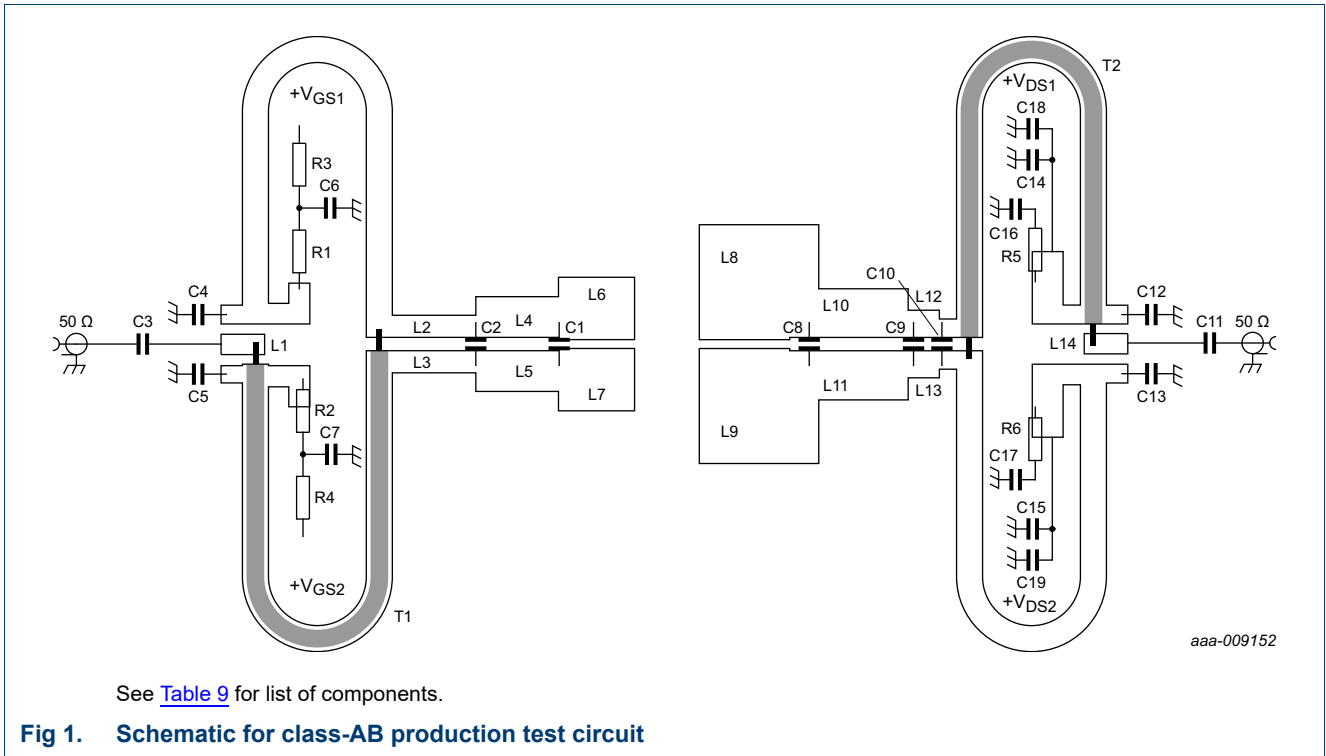 +VGS1
R3
C6
R1
C4
50 Ω
C3
L1
C5
R2
C7
R4
+VGS2
T1
L2
C2
L4
C1
L6
L3
L5
L7
T2
+VDS1
C18
C14
C16
R5
L8
C10
L10
L12
C12
C11
50 Ω
C8
C9
L14
L11
L13
C13
L9
R6
C17
C15
C19
+VDS2
aaa-009152
See Table 9 for list of components.
Fig 1. Schematic for class-AB production test circuit